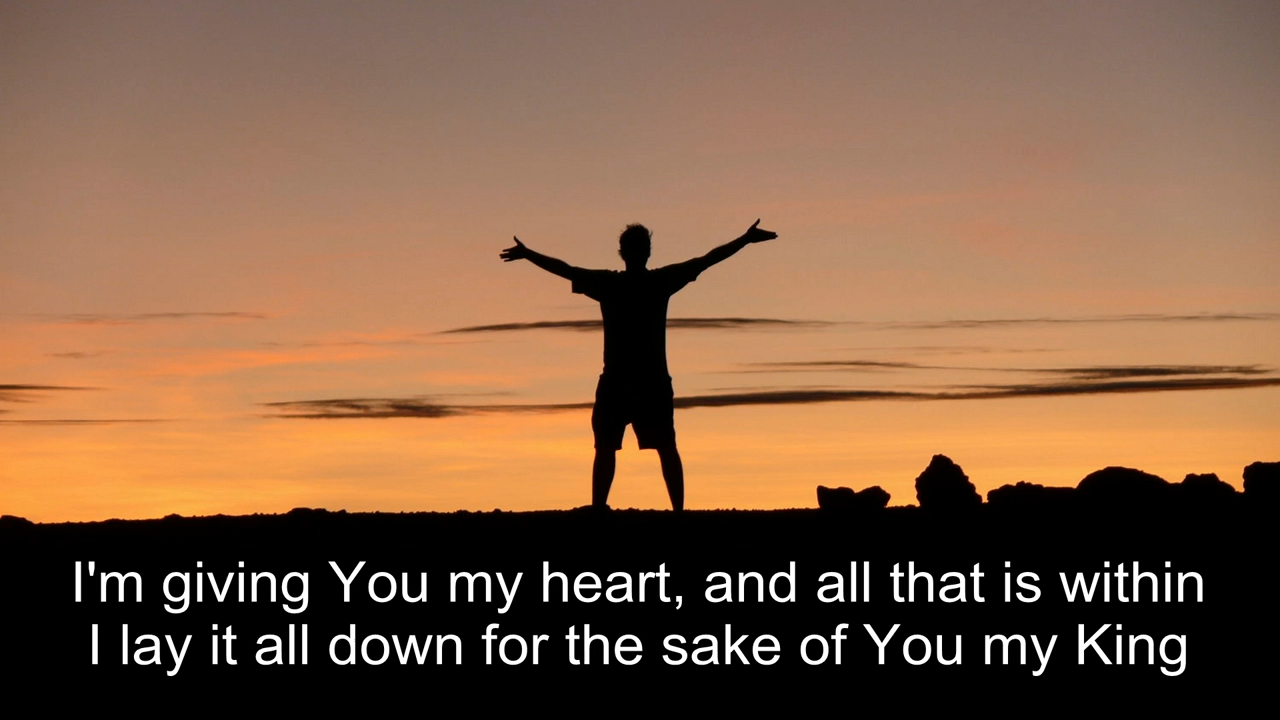 I'm giving You my heart, and all that is within
I lay it all down for the sake of You my King